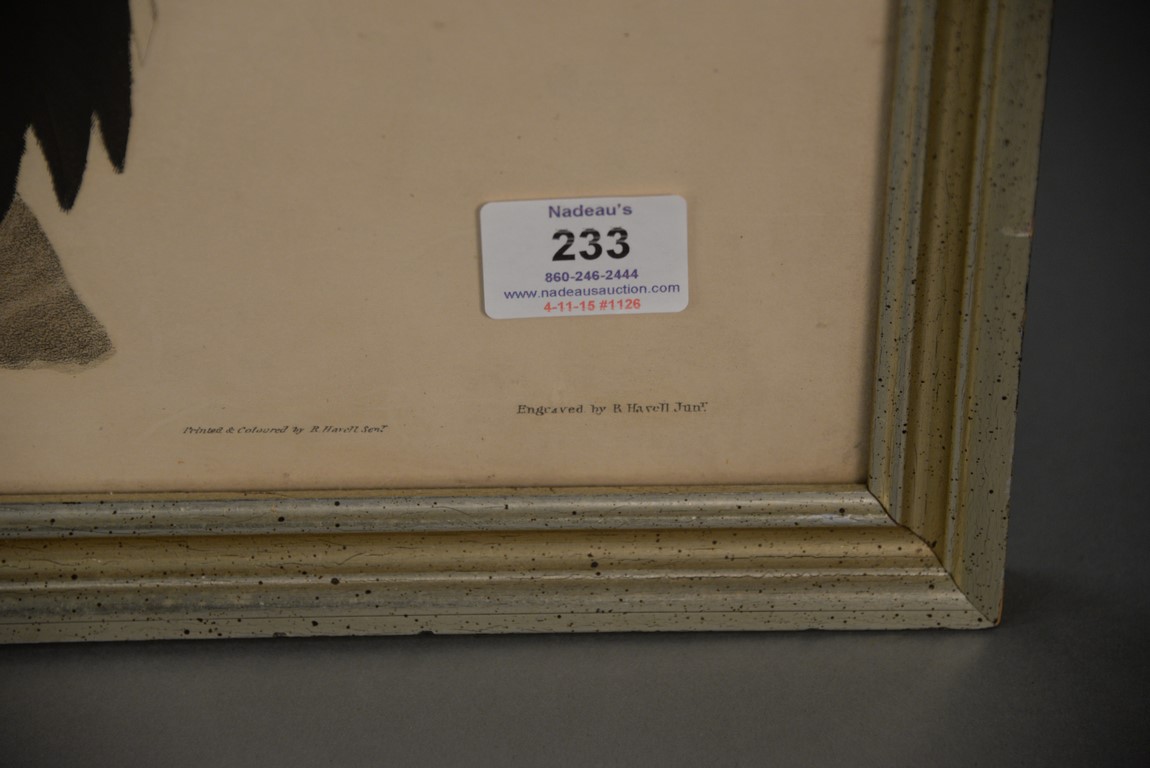 Nadeau's
233
860-246-2444
www.nadeausauction.com
4-11-15 #1126
Engraved by R. Havell Junr.
Printed & Coloured by R. Havell Senr.